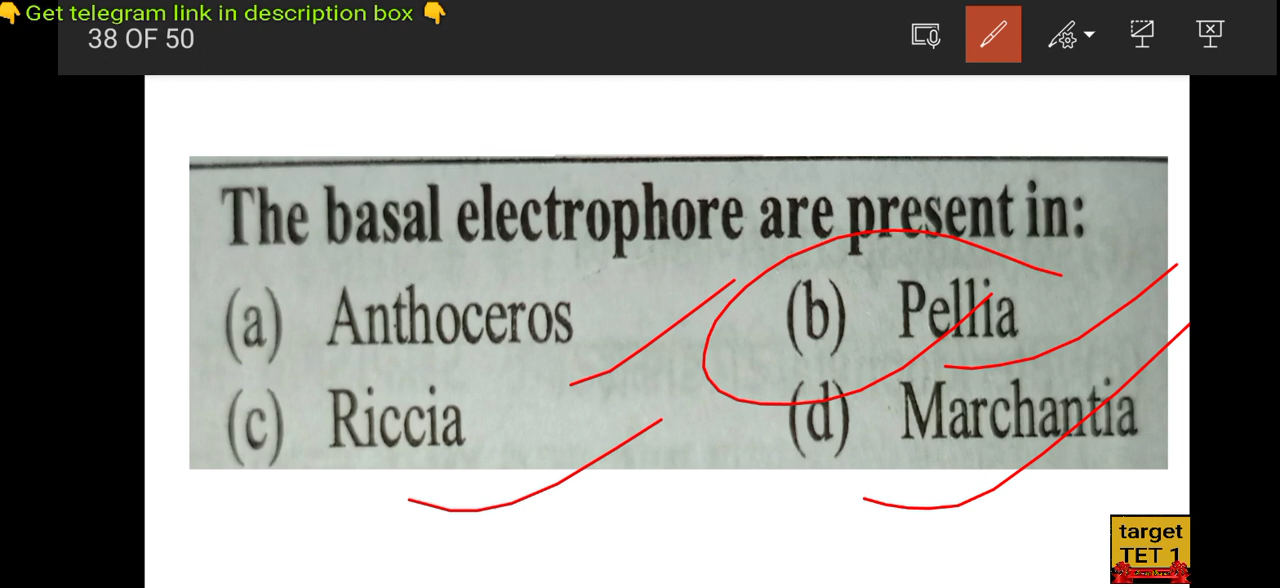 👇 Get telegram link in description box 👇
38 OF 50
The basal electrophore are present in:
(a) Anthoceros (b) Pellia
(c) Riccia (d) Marchantia
target
TET 1